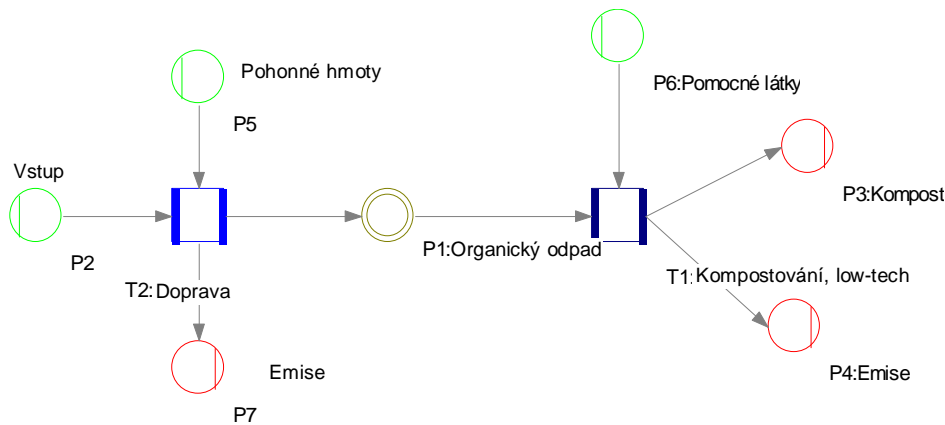 Pohonné hmoty
P5
P6:Pomocné látky
Vstup
P2
P3:Kompost
P1:Organický odpad
T2:Doprava
T1:Kompostování, low-tech
Emise
P7
P4:Emise